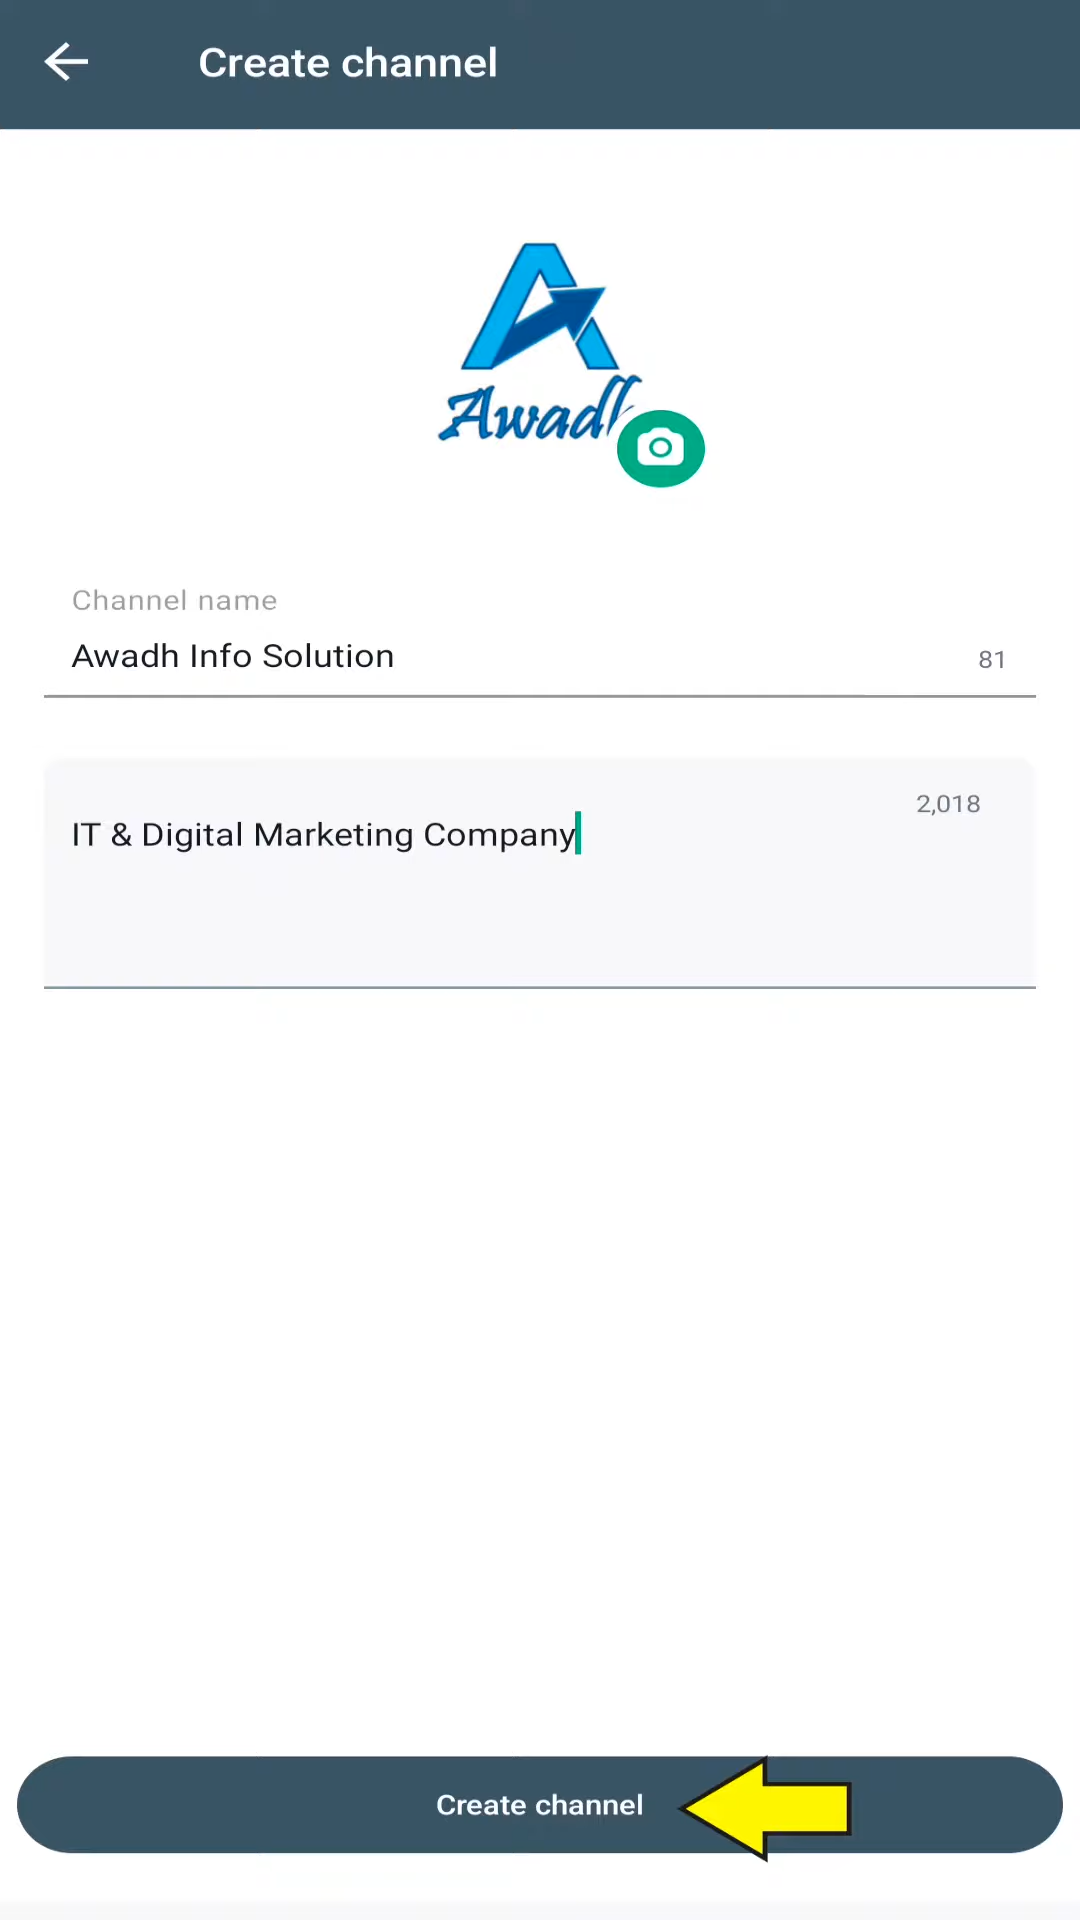 Create channel
Awadh
Channel name
Awadh Info Solution
81
2,018
IT & Digital Marketing Company
Create channel